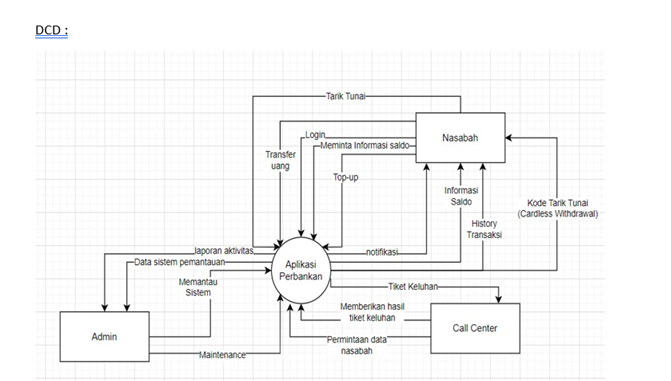 DCD :
Tarik Tunai
Login
Nasabah
Meminta Informasi saldo
Transfer
uang
Top-up
Informasi
Saldo
Kode Tarik Tunai
(Cardless Withdrawal)
History
Transaksi
laporan aktivitas
notifikasi
Data sistem pemantauan
Aplikasi
Perbankan
Memantau
Sistem
Tiket Keluhan
Memberikan hasil
tiket keluhan
Call Center
Admin
Permintaan data
nasabah
Maintenance